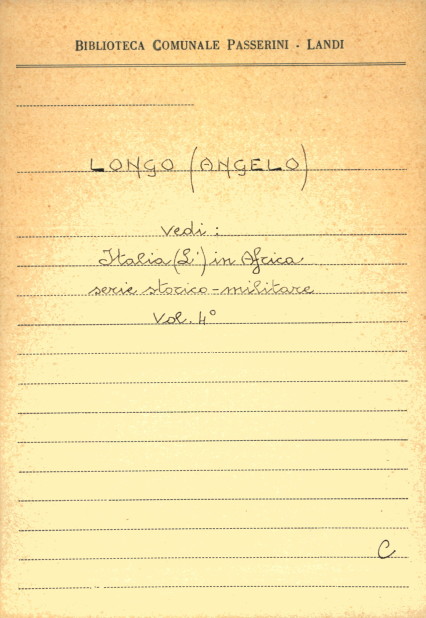 BIBLIOTECA COMUNALE PASSERINI - LANDI
LONGO (ANGELO)
Vedi :
Italia (L') in Africa
serie storico-militare
Vol. 4°
C